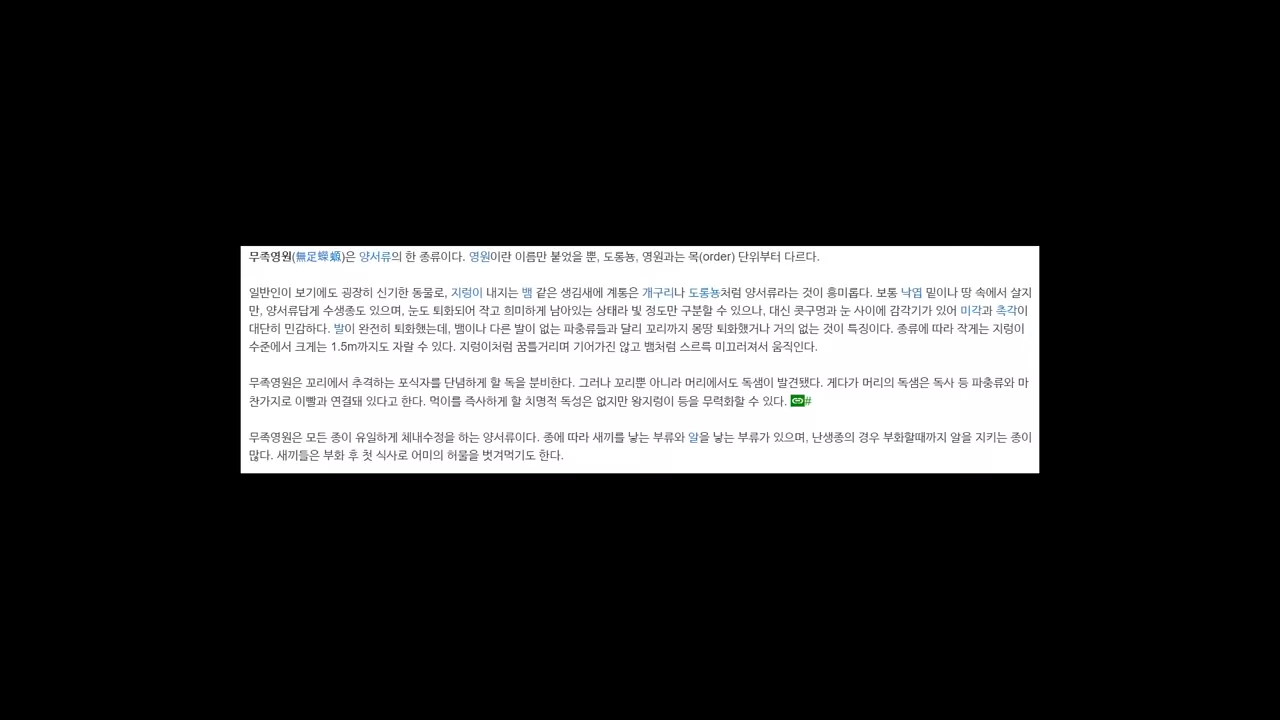 무족영원(無足蠑螈)은 양서류의 한 종류이다. 영원이란 이름만 붙었을 뿐, 도롱뇽, 영원과는 목(order) 단위부터 다르다.
일반인이 보기에도 굉장히 신기한 동물로, 지렁이 내지는 뱀 같은 생김새에 계통은 개구리나 도롱뇽처럼 양서류라는 것이 흥미롭다. 보통 낙엽 밑이나 땅 속에서 살지
만, 양서류답게 수생종도 있으며, 눈도 퇴화되어 작고 희미하게 남아있는 상태라 빛 정도만 구분할 수 있으나, 대신 콧구멍과 눈 사이에 감각기가 있어 미각과 촉각이
대단히 민감하다. 발이 완전히 퇴화했는데, 뱀이나 다른 발이 없는 파충류들과 달리 꼬리까지 몽땅 퇴화했거나 거의 없는 것이 특징이다. 종류에 따라 작게는 지렁이
수준에서 크게는 1.5m까지도 자랄 수 있다. 지렁이처럼 꿈틀거리며 기어가진 않고 뱀처럼 스르륵 미끄러져서 움직인다.
무족영원은 꼬리에서 추격하는 포식자를 단념하게 할 독을 분비한다. 그러나 꼬리뿐 아니라 머리에서도 독샘이 발견됐다. 게다가 머리의 독샘은 독사 등 파충류와 마
찬가지로 이빨과 연결돼 있다고 한다. 먹이를 즉사하게 할 치명적 독성은 없지만 왕지렁이 등을 무력화할 수 있다. #
무족영원은 모든 종이 유일하게 체내수정을 하는 양서류이다. 종에 따라 새끼를 낳는 부류와 알을 낳는 부류가 있으며, 난생종의 경우 부화할때까지 알을 지키는 종이
많다. 새끼들은 부화 후 첫 식사로 어미의 허물을 벗겨먹기도 한다.